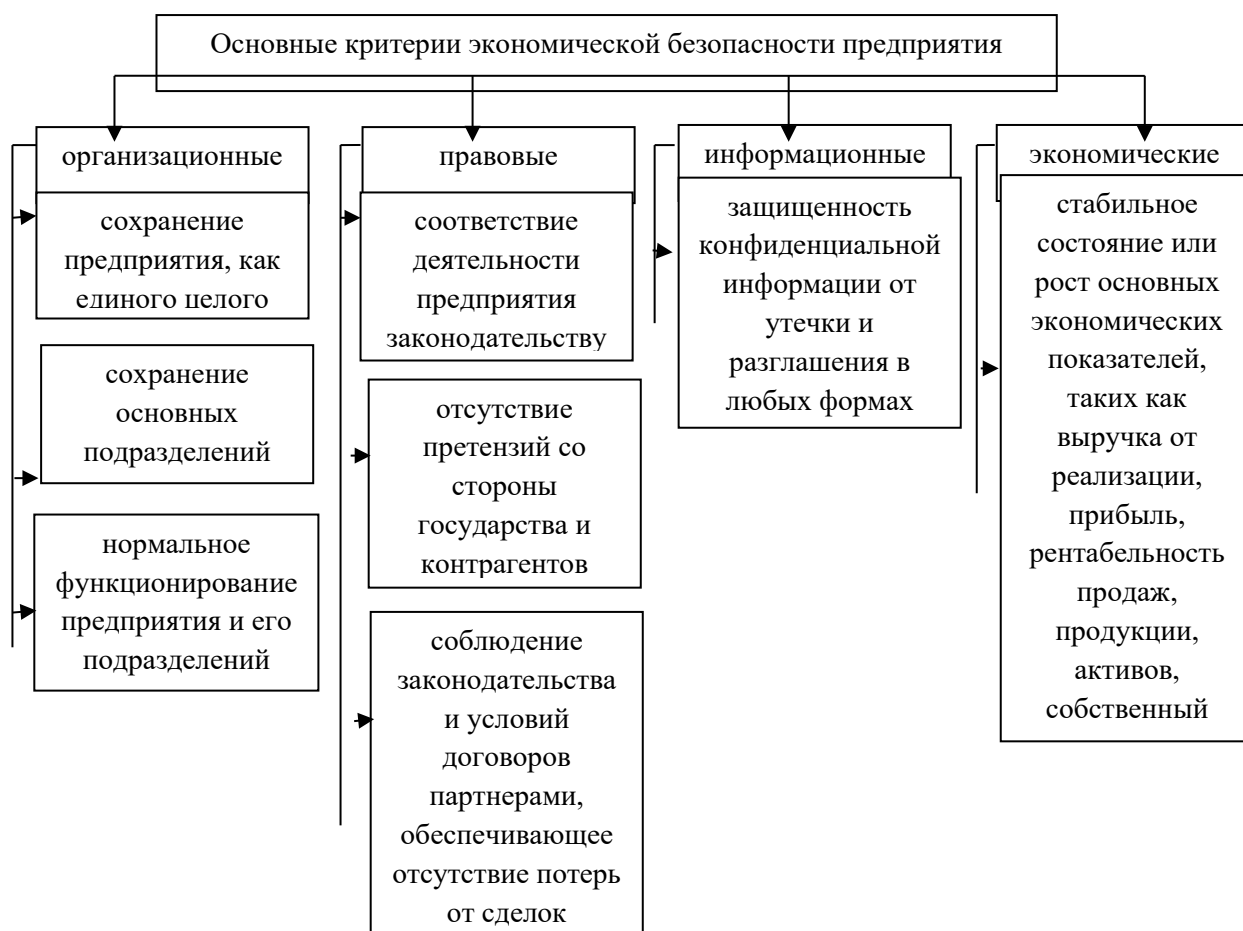 Основные критерии экономической безопасности предприятия
организационные
сохранение
предприятия, как
единого целого
сохранение
основных
подразделений
нормальное
функционирование
предприятия и его
подразделений
правовые
соответствие
деятельности
предприятия
законодательству
отсутствие
претензий со
стороны
государства и
контрагентов
соблюдение
законодательства
и условий
договоров
партнерами,
обеспечивающее
отсутствие потерь
от сделок
информационные
защищенность
конфиденциальной
информации от
утечки и
разглашения в
любых формах
экономические
стабильное
состояние или
рост основных
экономических
показателей,
таких как
выручка от
реализации,
прибыль,
рентабельность
продаж,
продукции,
активов,
собственный